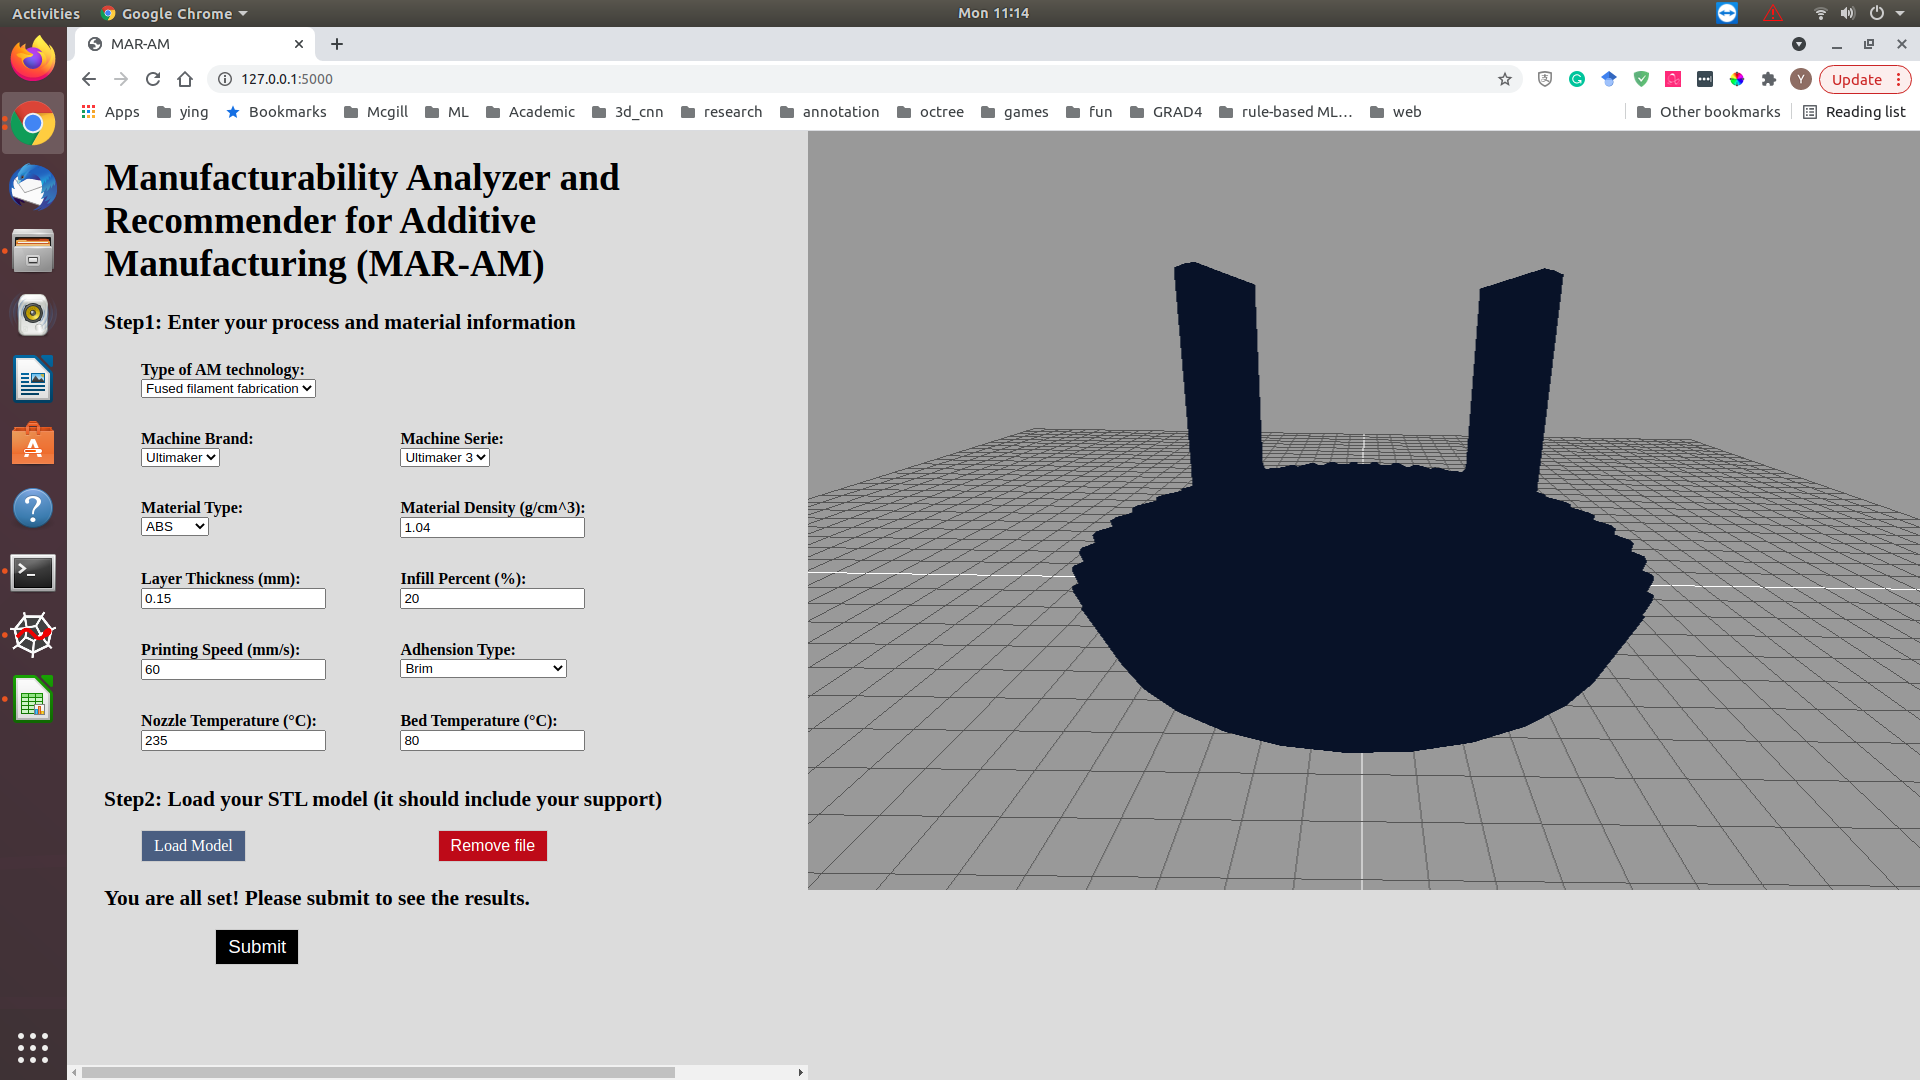 Activities Google Chrome Mon 11:14
MAR-AM
127.0.0.1:5000 Y Update
Apps ying Bookmarks Mcgill ML Academic 3d_cnn research annotation octree games fun GRAD4 rule-based ML... web Other bookmarks Reading list
Manufacturability Analyzer and
Recommender for Additive
Manufacturing (MAR-AM)
Step1: Enter your process and material information
Type of AM technology:
Fused filament fabrication
Machine Brand: Machine Serie:
Ultimaker Ultimaker 3
Material Type: Material Density (g/cm^3):
ABS 1.04
Layer Thickness (mm): Infill Percent (%):
0.15 20
Printing Speed (mm/s): Adhension Type:
60 Brim
Nozzle Temperature (°C): Bed Temperature (°C):
235 80
Step2: Load your STL model (it should include your support)
Load Model Remove file
You are all set! Please submit to see the results.
Submit